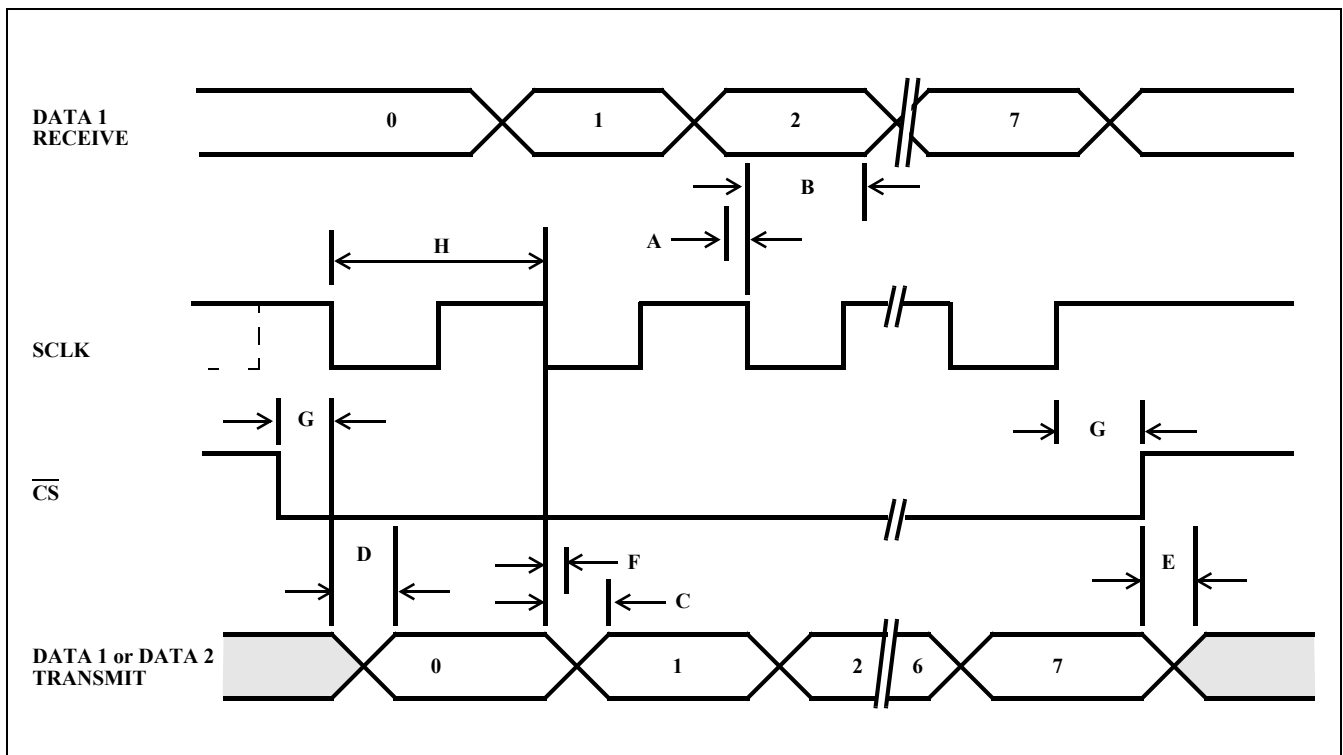 DATA 1
RECEIVE
0
1
2
7
B
A
H
SCLK
G
G
CS
D
F
E
C
DATA 1 or DATA 2
TRANSMIT
0
1
2
6
7